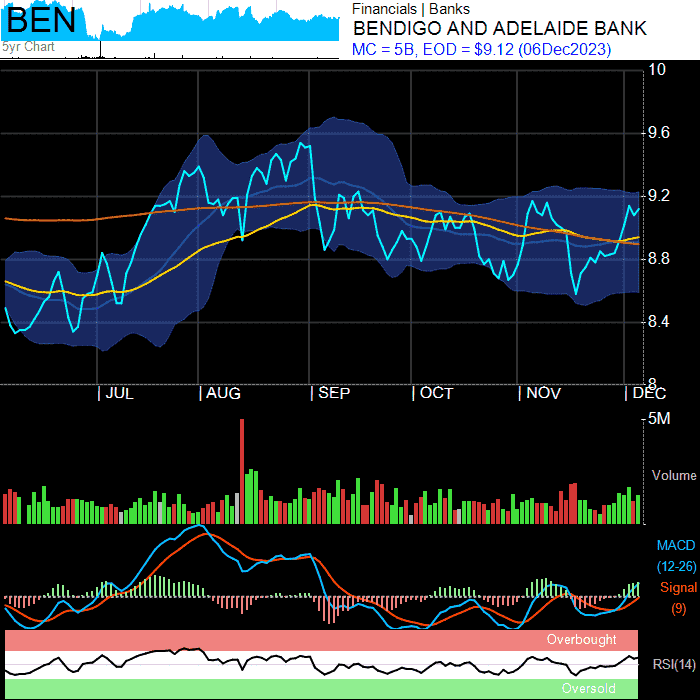 BEN
5yr Chart
Financials | Banks
BENDIGO AND ADELAIDE BANK
MC = 5B, EOD = $9.12 (06Dec2023)
10
9.6
9.2
8.8
8.4
8
| JUL
| AUG
| SEP
| OCT
| NOV
| DEC
5M
Volume
MACD
(12-26)
Signal
(9)
Overbought
RSI(14)
Oversold